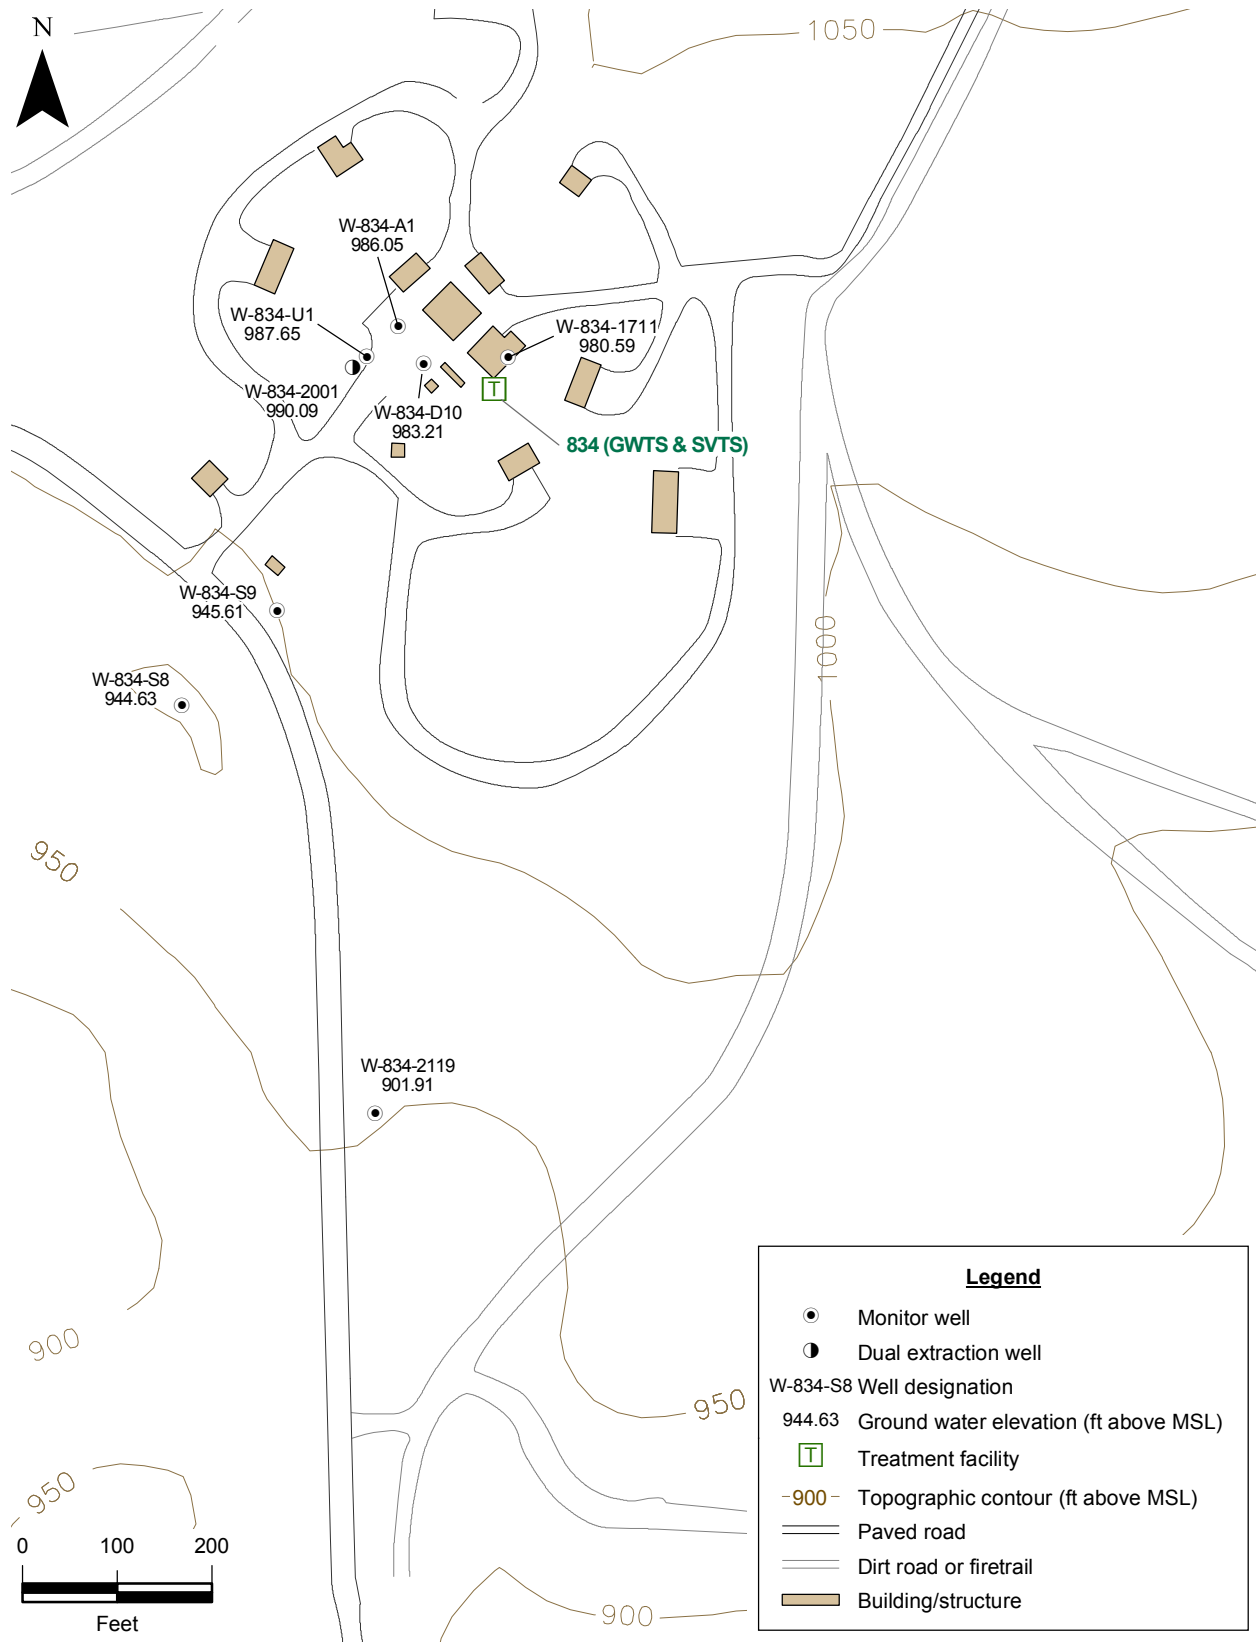 N
1050
W-834-A1
986.05
W-834-U1
987.65
W-834-1711
980.59
W-834-2001
990.09
W-834-D10
983.21
834 (GWTS & SVTS)
W-834-S9
945.61
1000
W-834-S8
944.63
950
W-834-2119
901.91
900
950
950
900
0 100 200
Feet
Legend
Monitor well
Dual extraction well
W-834-S8 Well designation
944.63 Ground water elevation (ft above MSL)
T Treatment facility
900 Topographic contour (ft above MSL)
Paved road
Dirt road or firetrail
Building/structure
T